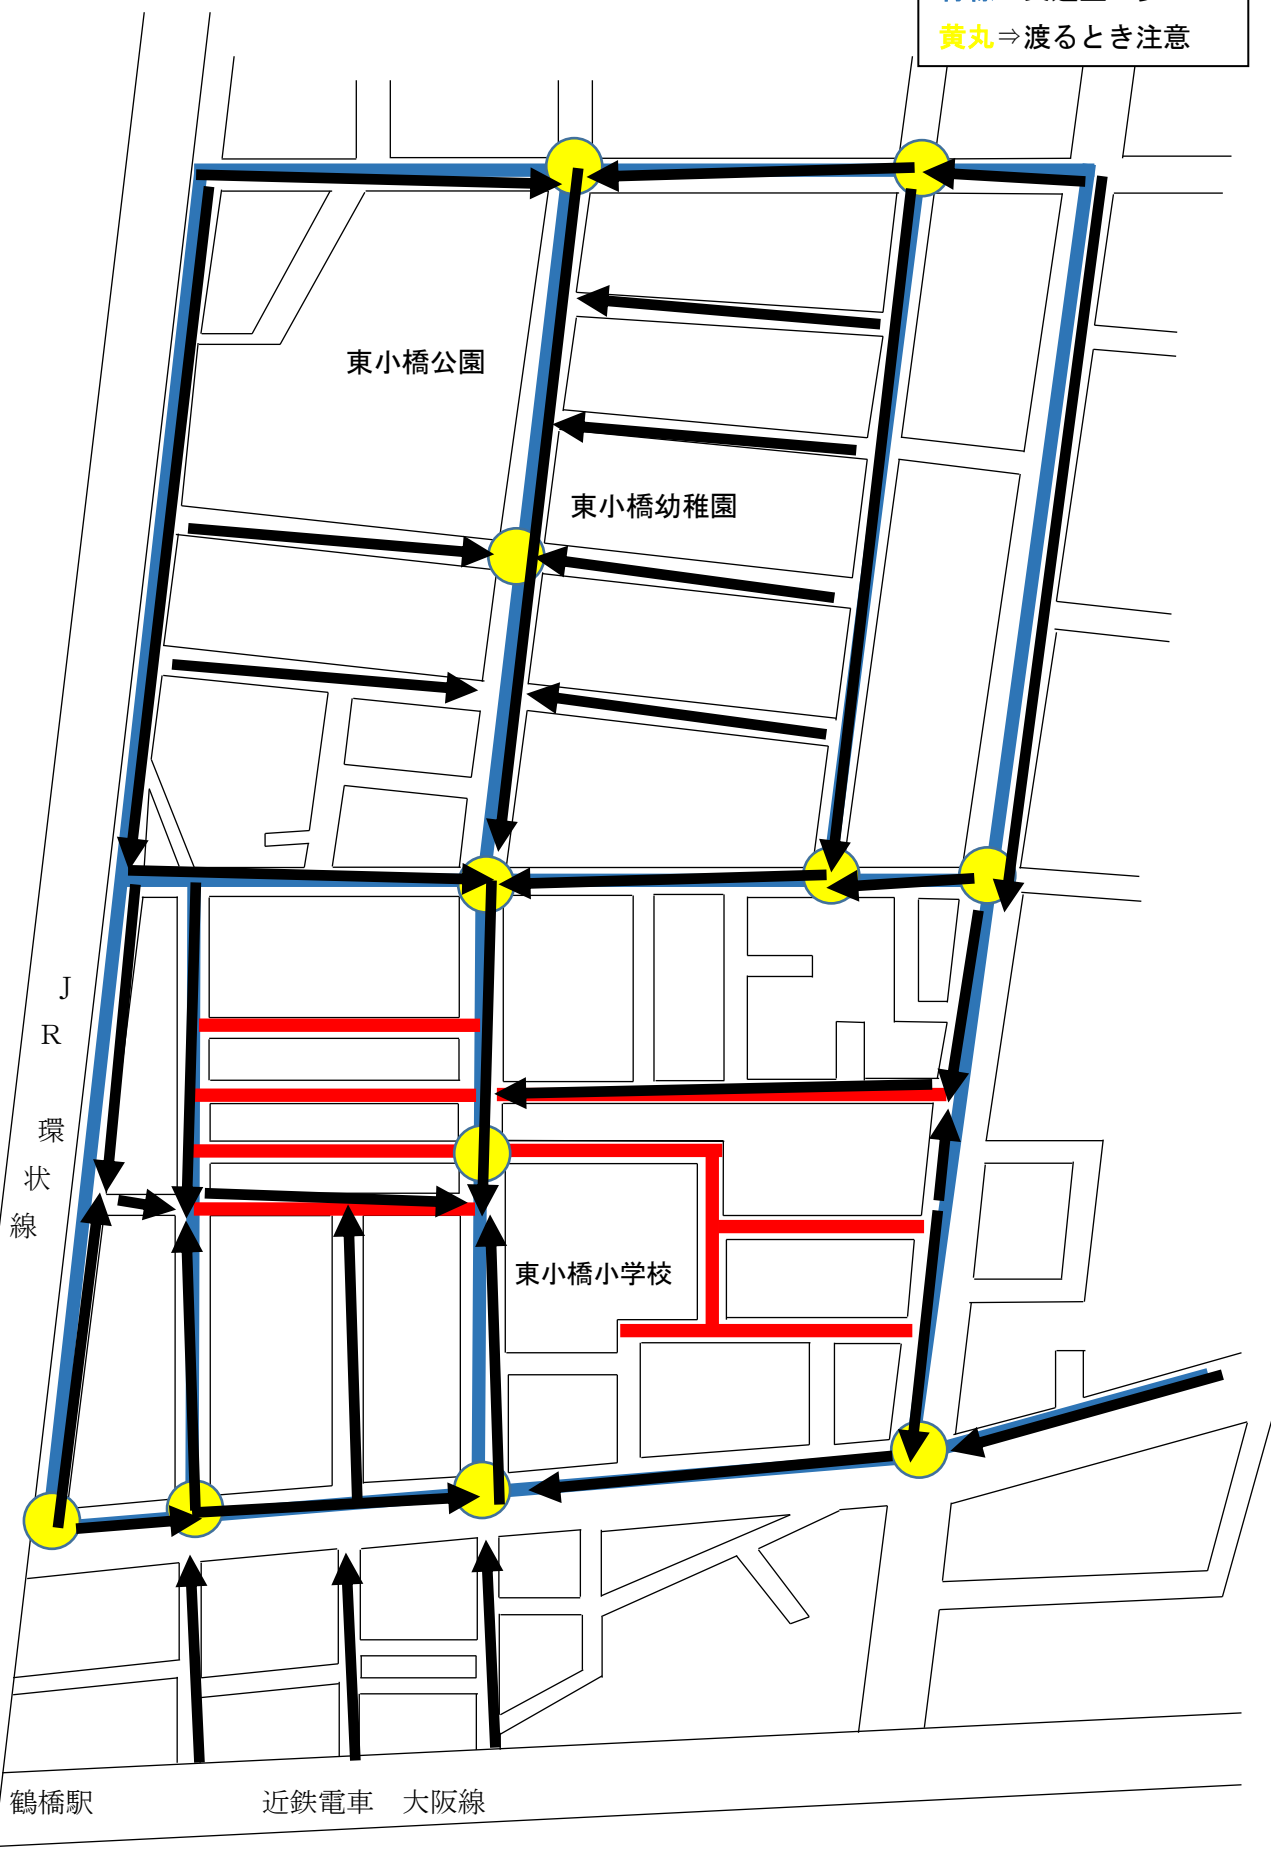 黄丸⇒渡るとき注意
東小橋公園
東小橋幼稚園
JR 環状線
東小橋小学校
鶴橋駅
近鉄電車 大阪線